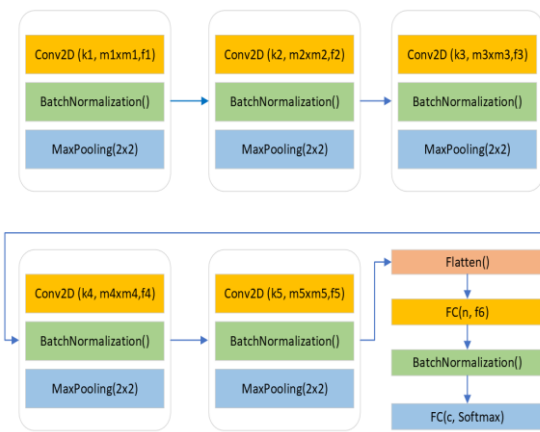 Conv2D (k1, m1xm1,f1)
BatchNormalization()
MaxPooling(2x2)
Conv2D (k2, m2xm2,f2)
BatchNormalization()
MaxPooling(2x2)
Conv2D (k3, m3xm3,f3)
BatchNormalization()
MaxPooling(2x2)
Conv2D (k4, m4xm4,f4)
BatchNormalization()
MaxPooling(2x2)
Conv2D (k5, m5xm5,f5)
BatchNormalization()
MaxPooling(2x2)
Flatten()
FC(n, f6)
BatchNormalization()
FC(c, Softmax)